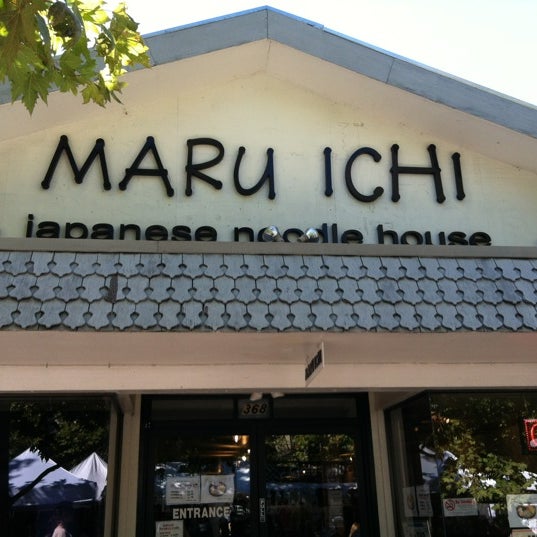 MARU ICHI
japanese noodle house
368
ENTRANCE